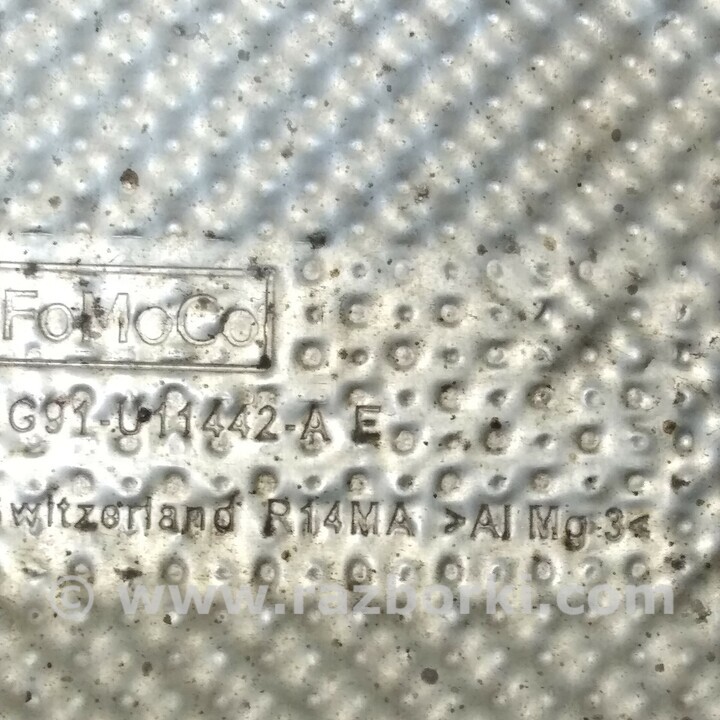 FoMoCo
G91-U11442-A E
witzerland R14MA >Al Mg 3<
© www.razborki.com